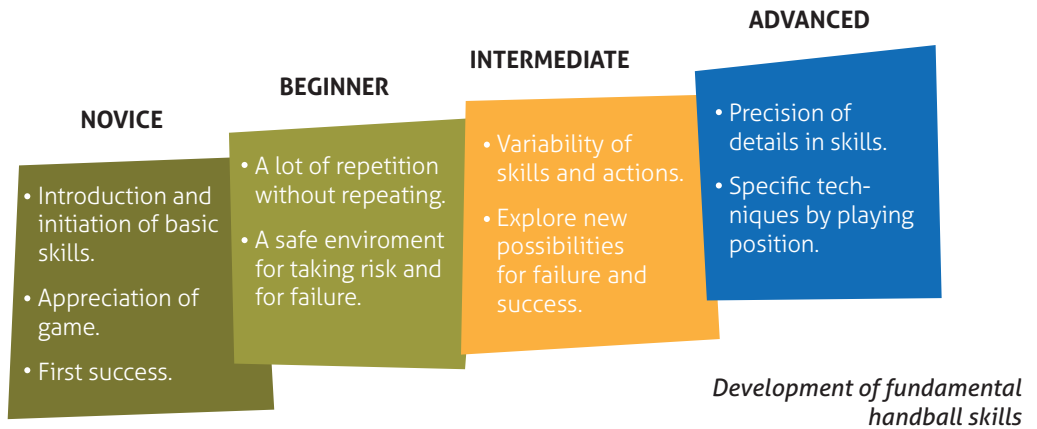 NOVICE
• Introduction and
initiation of basic
skills.
• Appreciation of
game.
• First success.
BEGINNER
• A lot of repetition
without repeating.
• A safe enviroment
for taking risk and
for failure.
INTERMEDIATE
• Variability of
skills and actions.
• Explore new
possibilities
for failure and
success.
ADVANCED
• Precision of
details in skills.
• Specific tech-
niques by playing
position.
Development of fundamental
handball skills